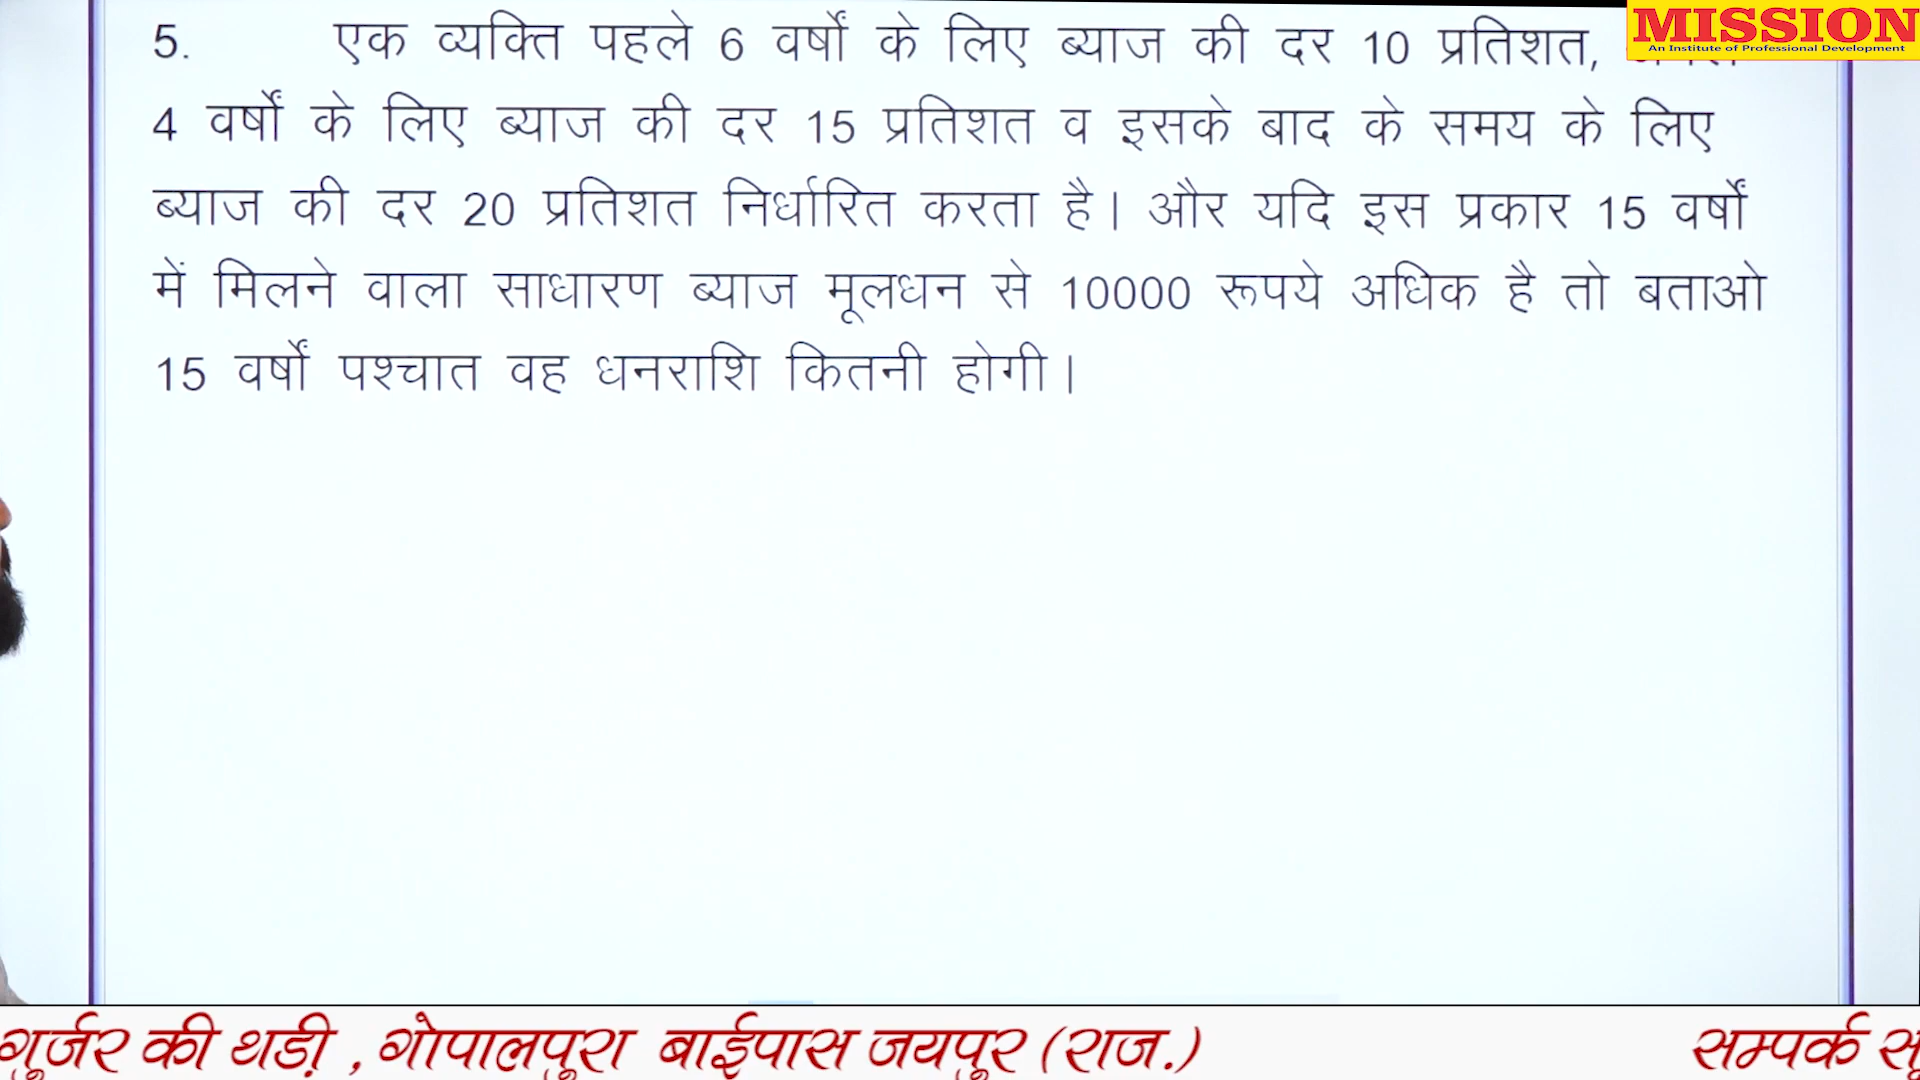 MISSION
An Institute of Professional Development
5. एक व्यक्ति पहले 6 वर्षों के लिए ब्याज की दर 10 प्रतिशत,
4 वर्षों के लिए ब्याज की दर 15 प्रतिशत व इसके बाद के समय के लिए
ब्याज की दर 20 प्रतिशत निर्धारित करता है। और यदि इस प्रकार 15 वर्षों
में मिलने वाला साधारण ब्याज मूलधन से 10000 रूपये अधिक है तो बताओ
15 वर्षों पश्चात वह धनराशि कितनी होगी।
गुर्जर की थडी़ , गोपालपुरा बाईपास जयपुर (राज.) सम्पर्क